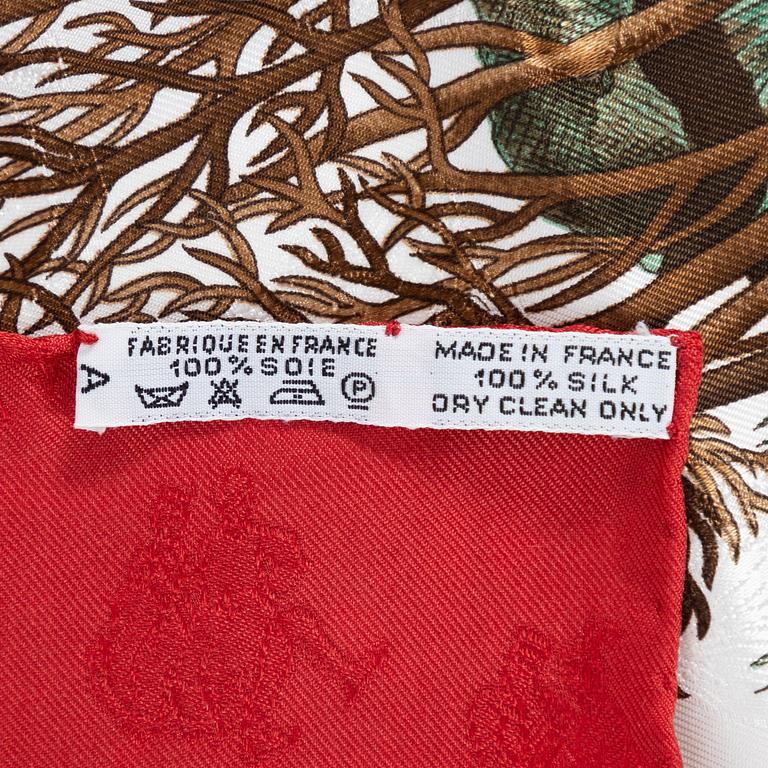 FABRIQUE EN FRANCE
100% SOIE
A
P
MADE IN FRANCE
100% SILK
DRY CLEAN ONLY